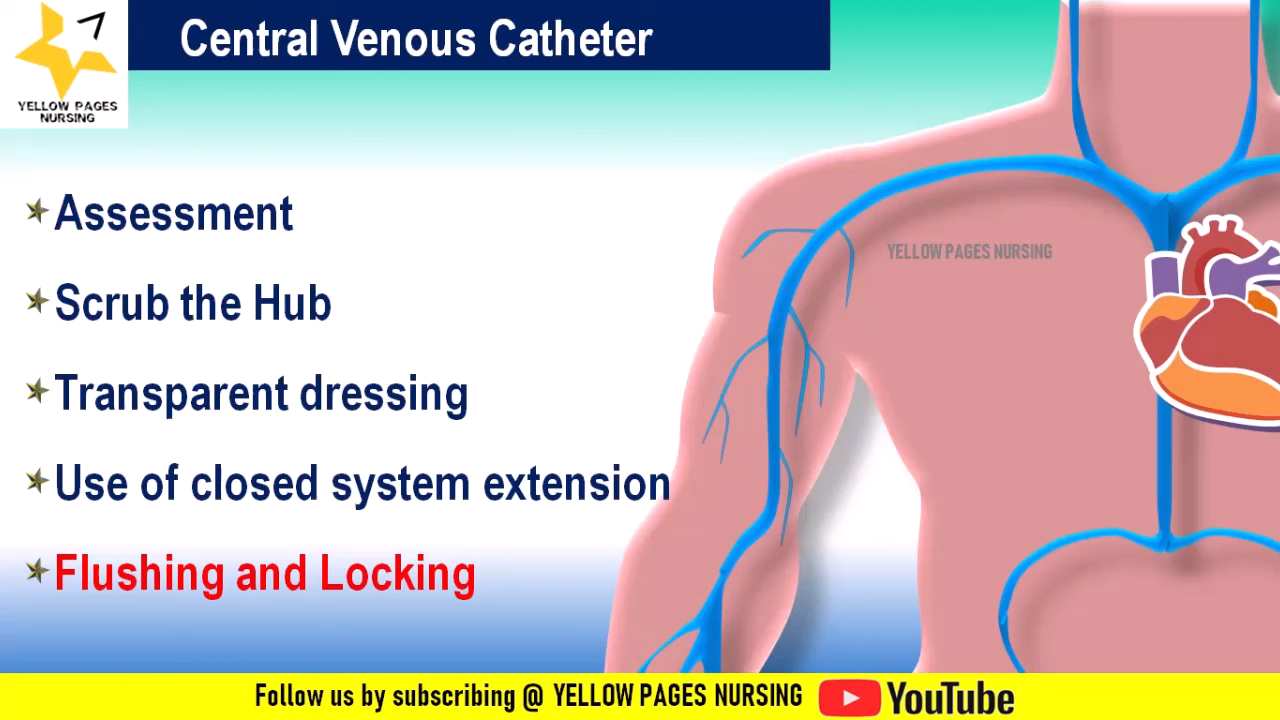 Central Venous Catheter
YELLOW PAGES
NURSING
Assessment
Scrub the Hub
YELLOW PAGES NURSING
Transparent dressing
Use of closed system extension
Flushing and Locking
Follow us by subscribing @ YELLOW PAGES NURSING YouTube